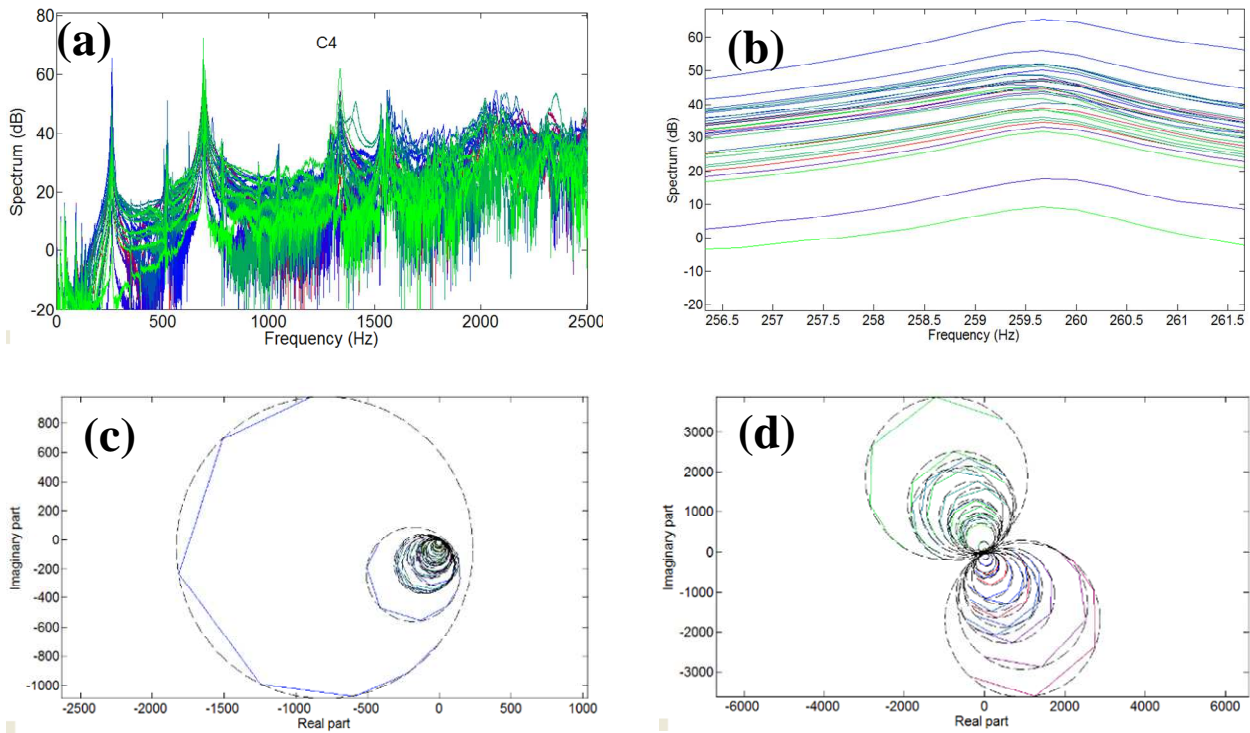 (a)
C4
Spectrum (dB)
80
60
40
20
0
-20
0 500 1000 1500 2000 2500
Frequency (Hz)
(b)
Spectrum (dB)
60
50
40
30
20
10
0
-10
-20
256.5 257 257.5 258 258.5 259 259.5 260 260.5 261 261.5
Frequency (Hz)
(c)
Imaginary part
800
600
400
200
0
-200
-400
-600
-800
-1000
-2500 -2000 -1500 -1000 -500 0 500 1000
Real part
(d)
Imaginary part
3000
2000
1000
0
-1000
-2000
-3000
-6000 -4000 -2000 0 2000 4000 6000
Real part